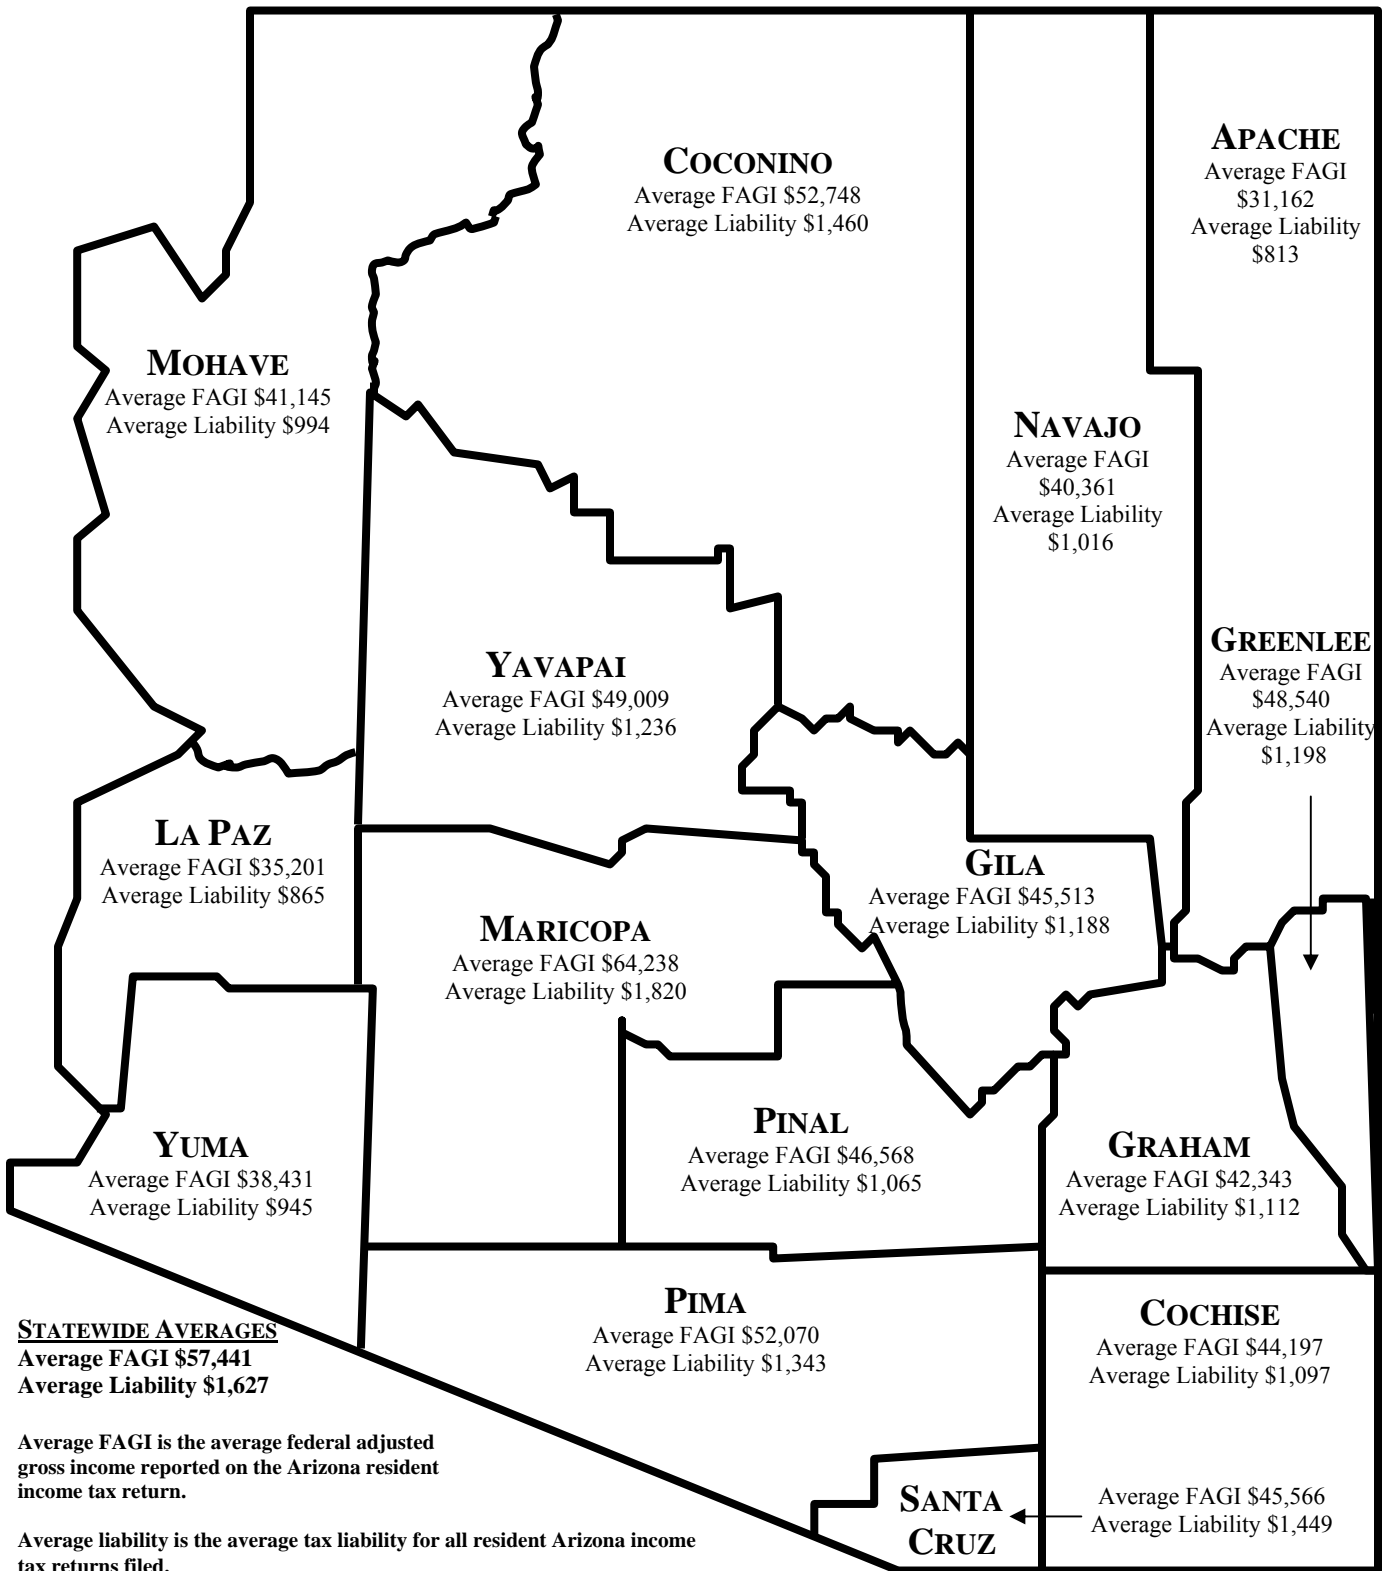 COCONINO
Average FAGI $52,748
Average Liability $1,460
APACHE
Average FAGI
$31,162
Average Liability
$813
MOHAVE
Average FAGI $41,145
Average Liability $994
NAVAJO
Average FAGI
$40,361
Average Liability
$1,016
YAVAPAI
Average FAGI $49,009
Average Liability $1,236
GREENLEE
Average FAGI
$48,540
Average Liability
$1,198
LA PAZ
Average FAGI $35,201
Average Liability $865
GILA
Average FAGI $45,513
Average Liability $1,188
MARICOPA
Average FAGI $64,238
Average Liability $1,820
PINAL
Average FAGI $46,568
Average Liability $1,065
YUMA
Average FAGI $38,431
Average Liability $945
GRAHAM
Average FAGI $42,343
Average Liability $1,112
PIMA
Average FAGI $52,070
Average Liability $1,343
COCHISE
Average FAGI $44,197
Average Liability $1,097
SANTA
CRUZ
Average FAGI $45,566
Average Liability $1,449
STATEWIDE AVERAGES
Average FAGI $57,441
Average Liability $1,627
Average FAGI is the average federal adjusted
gross income reported on the Arizona resident
income tax return.
Average liability is the average tax liability for all resident Arizona income
tax returns filed.